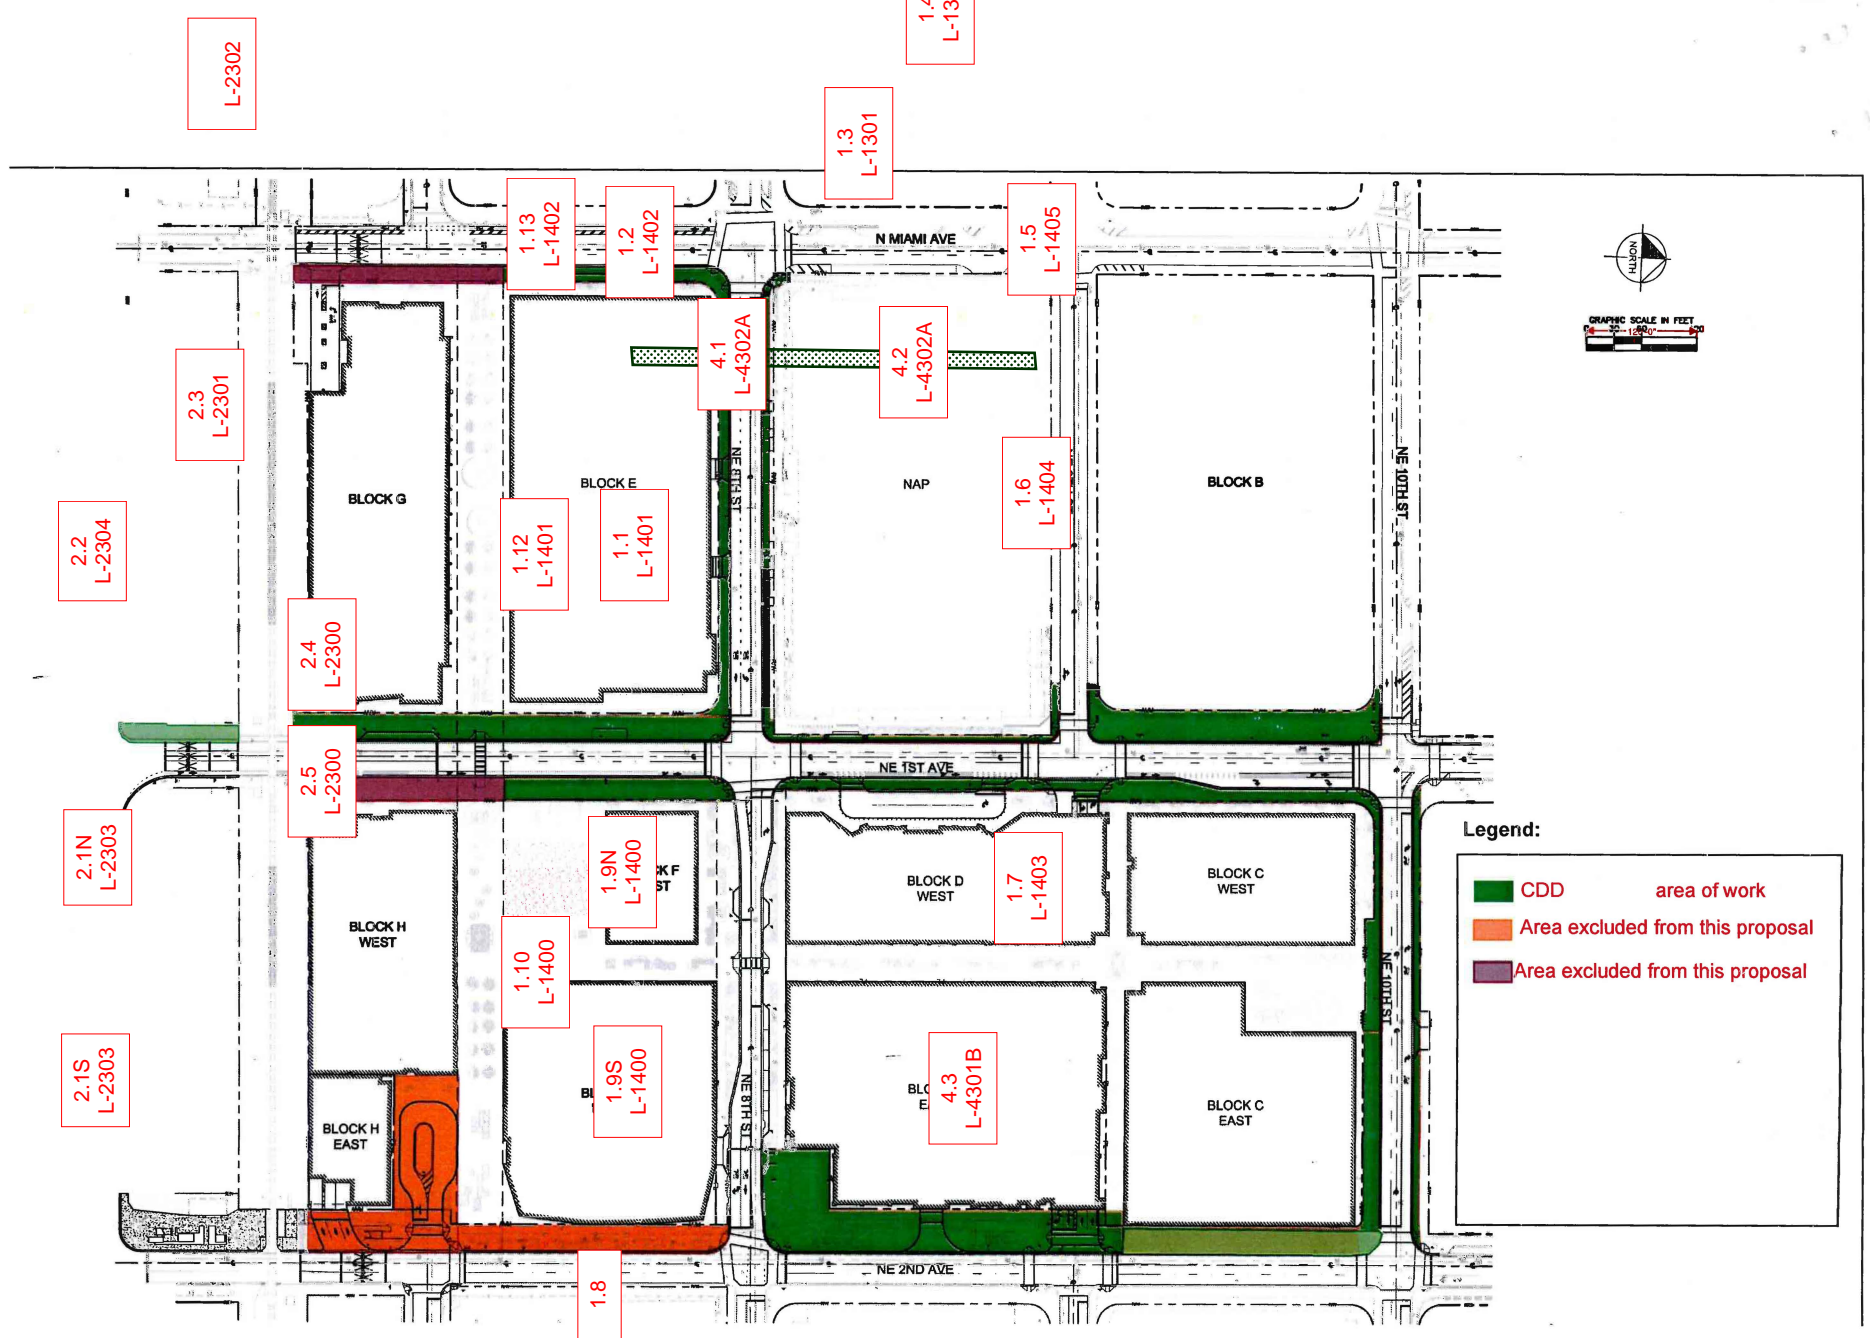 L-2302
1.3
L-1301
1.13
L-1402
1.2
L-1402
1.5
L-1405
N MIAMI AVE
NORTH
GRAPHIC SCALE IN FEET
4.1
L-4302A
4.2
L-4302A
2.3
L-2301
BLOCK G
BLOCK E
NE 8TH ST
NAP
1.6
L-1404
BLOCK B
NE 10TH ST
2.2
L-2304
1.12
L-1401
1.1
L-1401
2.4
L-2300
2.5
L-2300
NE 1ST AVE
2.1N
L-2303
1.9N
L-1400
BLOCK D
WEST
1.7
L-1403
BLOCK C
WEST
BLOCK H
WEST
1.10
L-1400
NE 10TH ST
2.1S
L-2303
BLOCK H
EAST
1.9S
L-1400
NE 8TH ST
4.3
L-4301B
BLOCK C
EAST
NE 2ND AVE
1.8
Legend:
CDD area of work
Area excluded from this proposal
Area excluded from this proposal